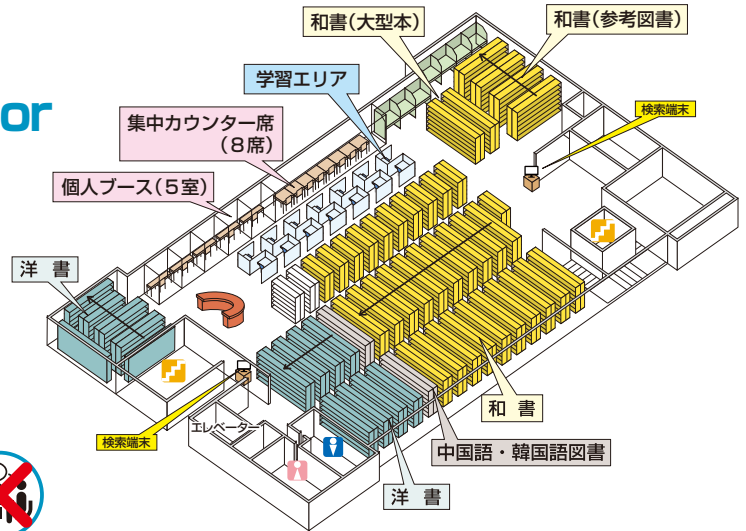 和書(大型本)
和書(参考図書)
学習エリア
検索端末
or
集中カウンター席
(8席)
個人ブース(5室)
洋 書
和 書
エレベーター
検索端末
中国語・韓国語図書
洋 書